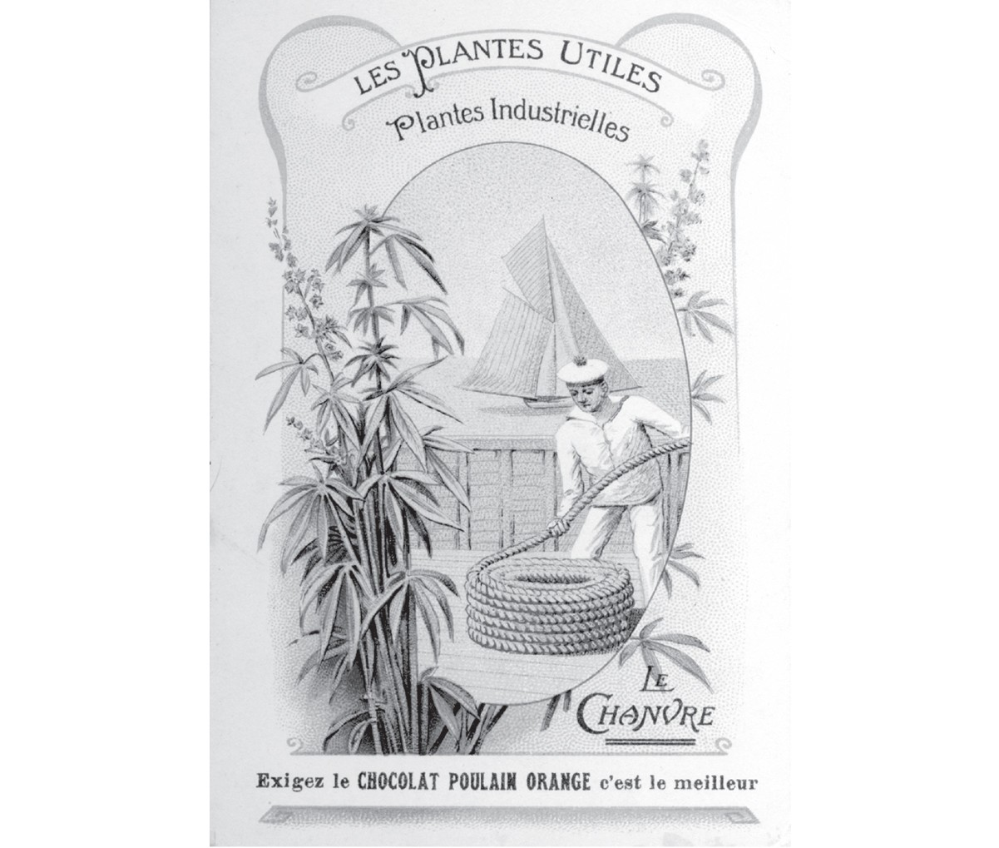 LES PLANTES UTILES
Plantes Industrielles
LE
CHANVRE
Exigez le CHOCOLAT POULAIN ORANGE c'est le meilleur